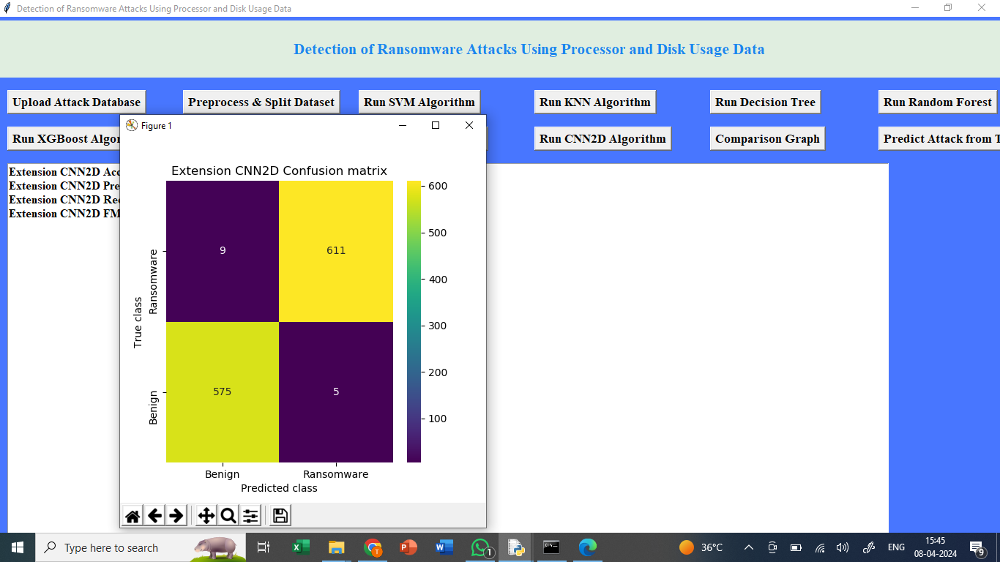 Detection of Ransomware Attacks Using Processor and Disk Usage Data
Detection of Ransomware Attacks Using Processor and Disk Usage Data
Upload Attack Database
Preprocess & Split Dataset
Run SVM Algorithm
Run KNN Algorithm
Run Decision Tree
Run Random Forest
Run XGBoost Algor
Run CNN2D Algorithm
Comparison Graph
Predict Attack from T
Extension CNN2D Acc
Extension CNN2D Pre
Extension CNN2D Rec
Extension CNN2D FM
Figure 1
Extension CNN2D Confusion matrix
True class
Ransomware
Benign
9
611
575
5
600
500
400
300
200
100
Benign
Ransomware
Predicted class
Type here to search
1
36°C
ENG
15:45
08-04-2024
9